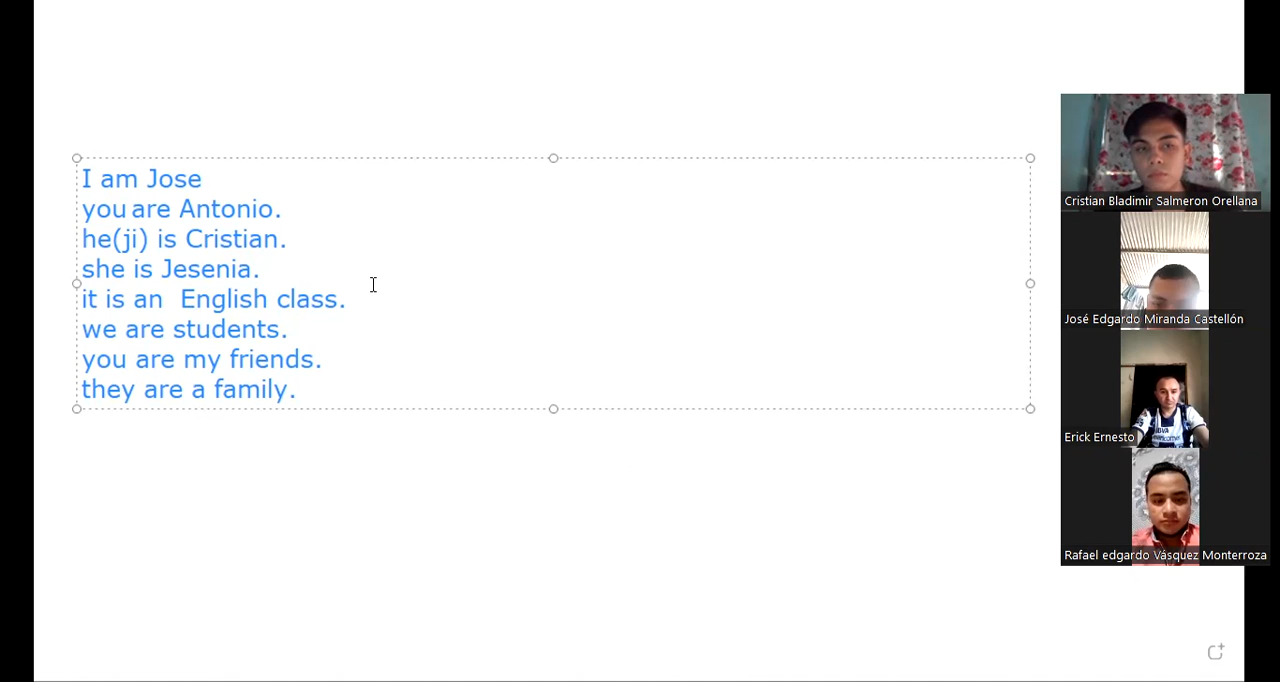 I am Jose
you are Antonio.
he(ji) is Cristian.
she is Jesenia.
it is an  English class.
we are students.
you are my friends.
they are a family.
Cristian Bladimir Salmeron Orellana
José Edgardo Miranda Castellón
Erick Ernesto
Rafael edgardo Vásquez Monterroza